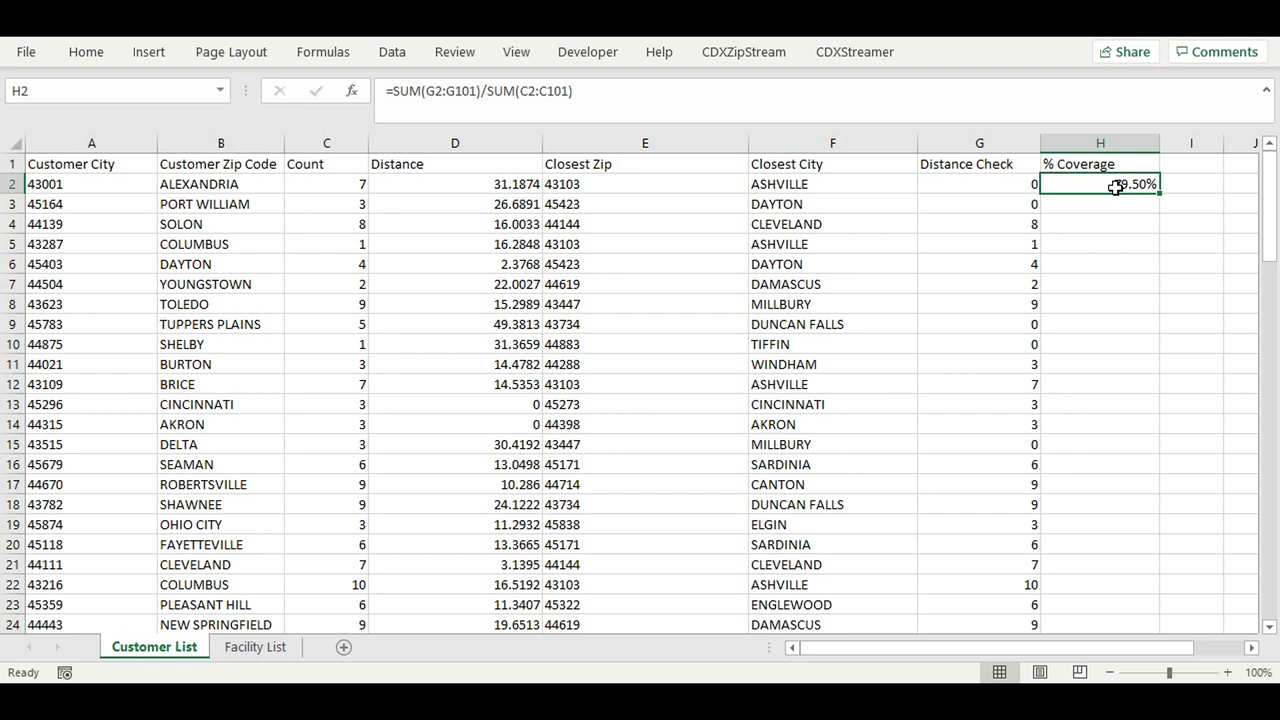 File Home Insert Page Layout Formulas Data Review View Developer Help CDXZipStream CDXStreamer Share Comments
H2 fx =SUM(G2:G101)/SUM(C2:C101)
A B C D E F G H I J
1 Customer City Customer Zip Code Count Distance Closest Zip Closest City Distance Check % Coverage
2 43001 ALEXANDRIA 7 31.1874 43103 ASHVILLE 0 9.50%
3 45164 PORT WILLIAM 3 26.6891 45423 DAYTON 0
4 44139 SOLON 8 16.0033 44144 CLEVELAND 8
5 43287 COLUMBUS 1 16.2848 43103 ASHVILLE 1
6 45403 DAYTON 4 2.3768 45423 DAYTON 4
7 44504 YOUNGSTOWN 2 22.0027 44619 DAMASCUS 2
8 43623 TOLEDO 9 15.2989 43447 MILLBURY 9
9 45783 TUPPERS PLAINS 5 49.3813 43734 DUNCAN FALLS 0
10 44875 SHELBY 1 31.3659 44883 TIFFIN 0
11 44021 BURTON 3 14.4782 44288 WINDHAM 3
12 43109 BRICE 7 14.5353 43103 ASHVILLE 7
13 45296 CINCINNATI 3 0 45273 CINCINNATI 3
14 44315 AKRON 3 0 44398 AKRON 3
15 43515 DELTA 3 30.4192 43447 MILLBURY 0
16 45679 SEAMAN 6 13.0498 45171 SARDINIA 6
17 44670 ROBERTSVILLE 9 10.286 44714 CANTON 9
18 43782 SHAWNEE 9 24.1222 43734 DUNCAN FALLS 9
19 45874 OHIO CITY 3 11.2932 45838 ELGIN 3
20 45118 FAYETTEVILLE 6 13.3665 45171 SARDINIA 6
21 44111 CLEVELAND 7 3.1395 44144 CLEVELAND 7
22 43216 COLUMBUS 10 16.5192 43103 ASHVILLE 10
23 45359 PLEASANT HILL 6 11.3407 45322 ENGLEWOOD 6
24 44443 NEW SPRINGFIELD 9 19.6513 44619 DAMASCUS 9
Customer List Facility List
Ready 100%